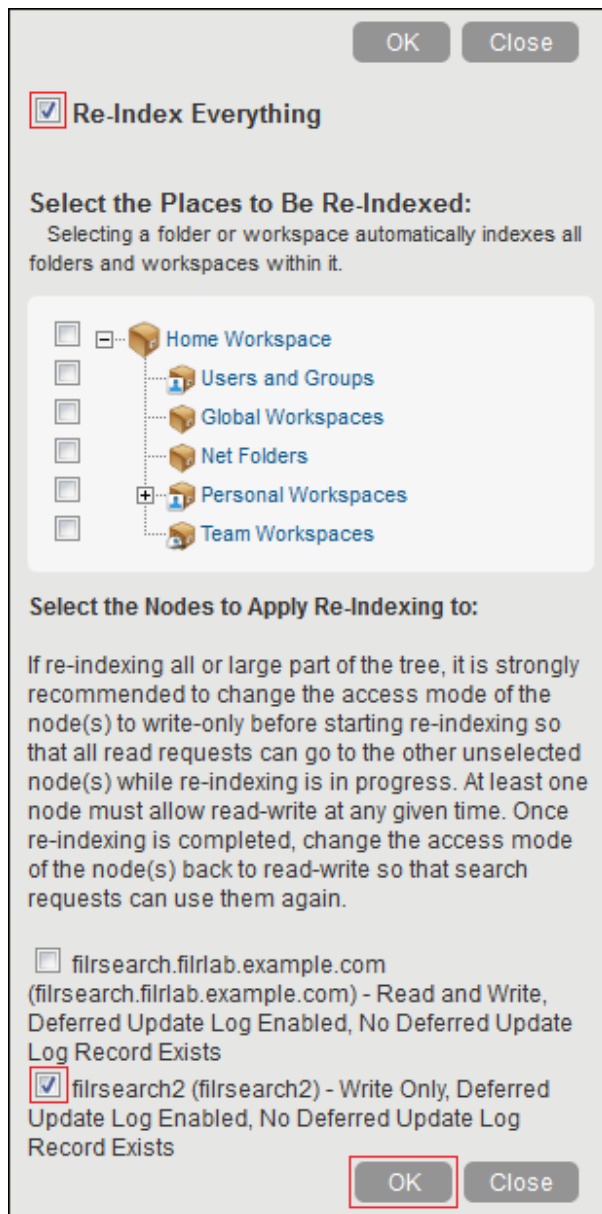 OK Close
Re-Index Everything
Select the Places to Be Re-Indexed:
Selecting a folder or workspace automatically indexes all
folders and workspaces within it.
Home Workspace
Users and Groups
Global Workspaces
Net Folders
Personal Workspaces
Team Workspaces
Select the Nodes to Apply Re-Indexing to:
If re-indexing all or large part of the tree, it is strongly
recommended to change the access mode of the
node(s) to write-only before starting re-indexing so
that all read requests can go to the other unselected
node(s) while re-indexing is in progress. At least one
node must allow read-write at any given time. Once
re-indexing is completed, change the access mode
of the node(s) back to read-write so that search
requests can use them again.
filrsearch.filrlab.example.com
(filrsearch.filrlab.example.com) - Read and Write,
Deferred Update Log Enabled, No Deferred Update
Log Record Exists
filrsearch2 (filrsearch2) - Write Only, Deferred
Update Log Enabled, No Deferred Update Log
Record Exists
OK Close